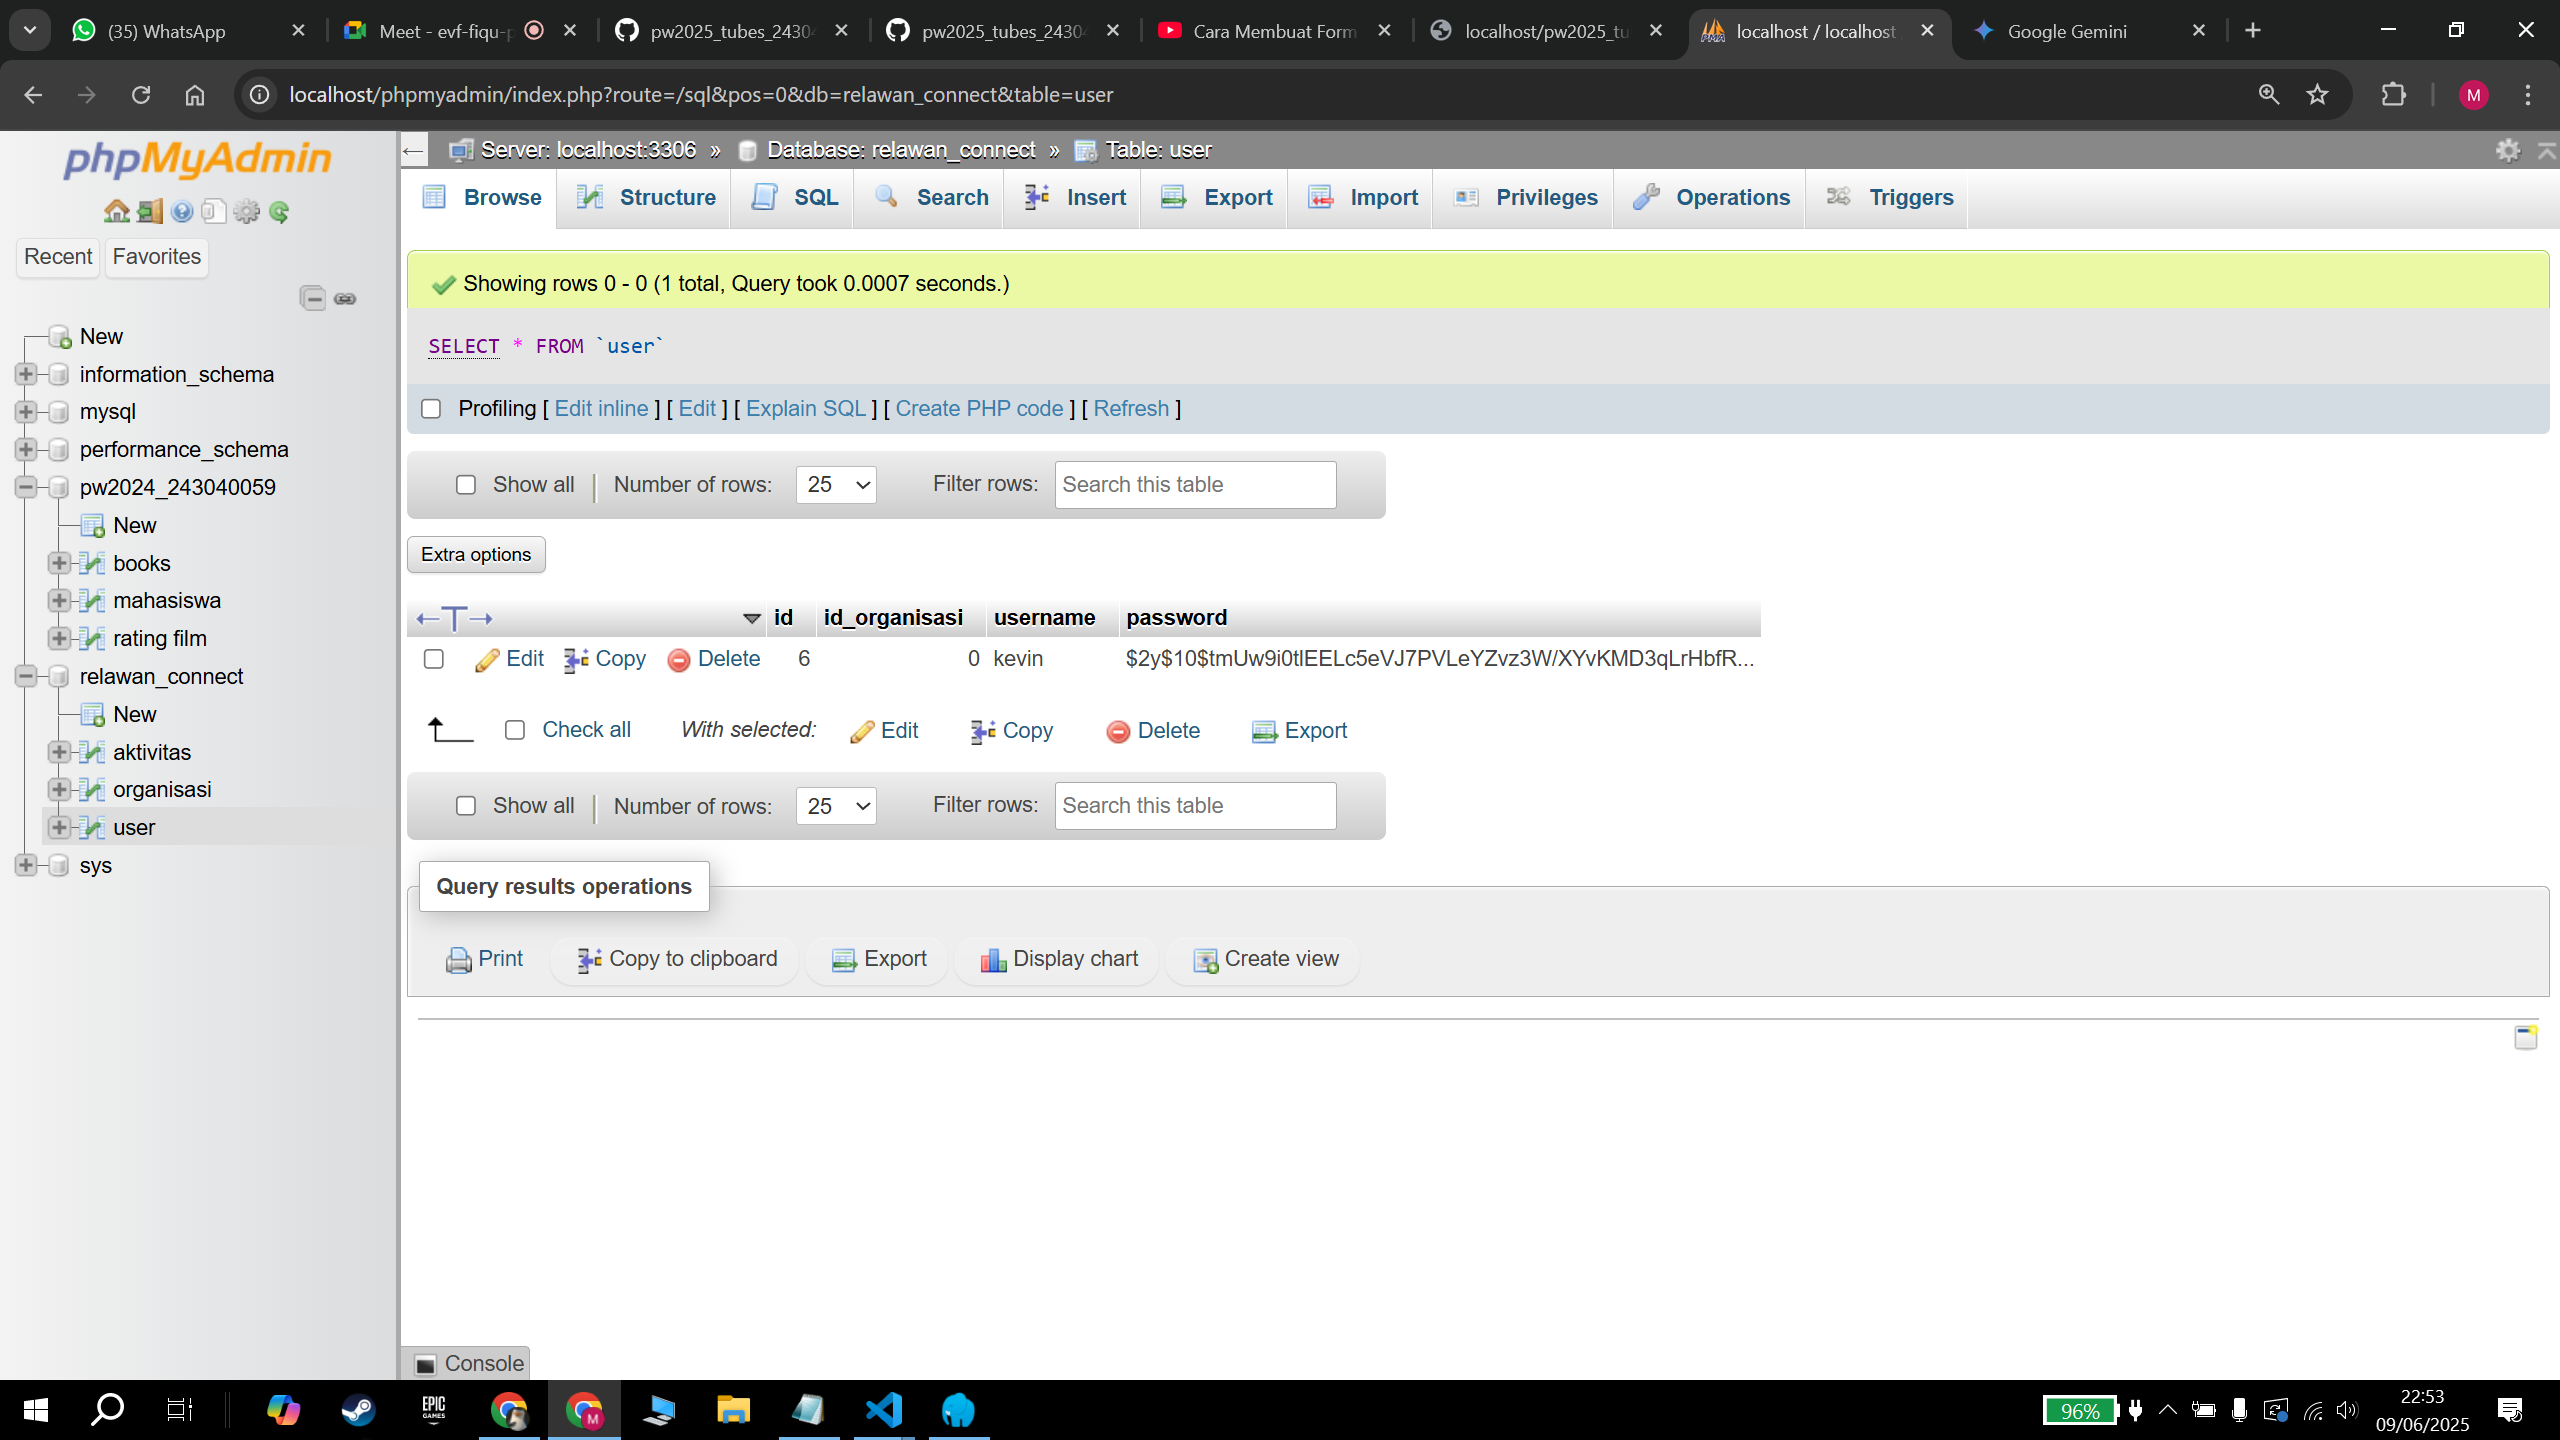 (35) WhatsApp
Meet - evf-fiqu-p
pw2025_tubes_2430
pw2025_tubes_2430
Cara Membuat Form
localhost/pw2025_tu
localhost / localhost
Google Gemini
localhost/phpmyadmin/index.php?route=/sql&pos=0&db=relawan_connect&table=user
M
phpMyAdmin
Recent
Favorites
New
information_schema
mysql
performance_schema
pw2024_243040059
New
books
mahasiswa
rating film
relawan_connect
New
aktivitas
organisasi
user
sys
Server: localhost:3306 » Database: relawan_connect » Table: user
Browse Structure SQL Search Insert Export Import Privileges Operations Triggers
Showing rows 0 - 0 (1 total, Query took 0.0007 seconds.)
SELECT * FROM `user`
Profiling [ Edit inline ] [ Edit ] [ Explain SQL ] [ Create PHP code ] [ Refresh ]
Show all | Number of rows: 25 Filter rows: Search this table
Extra options
←T→ id id_organisasi username password
Edit Copy Delete 6 0 kevin $2y$10$tmUw9i0tlEELc5eVJ7PVLeYZvz3W/XYvKMD3qLrHbfR...
Check all With selected: Edit Copy Delete Export
Show all | Number of rows: 25 Filter rows: Search this table
Query results operations
Print Copy to clipboard Export Display chart Create view
Console
EPIC
GAMES
M
96%
22:53
09/06/2025